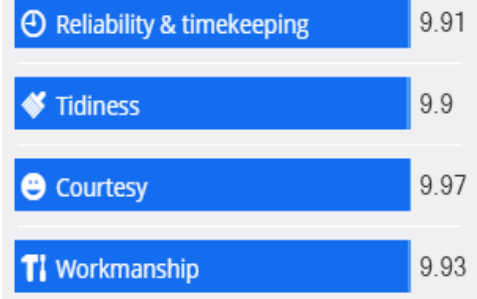 Reliability & timekeeping 9.91
Tidiness 9.9
Courtesy 9.97
Workmanship 9.93